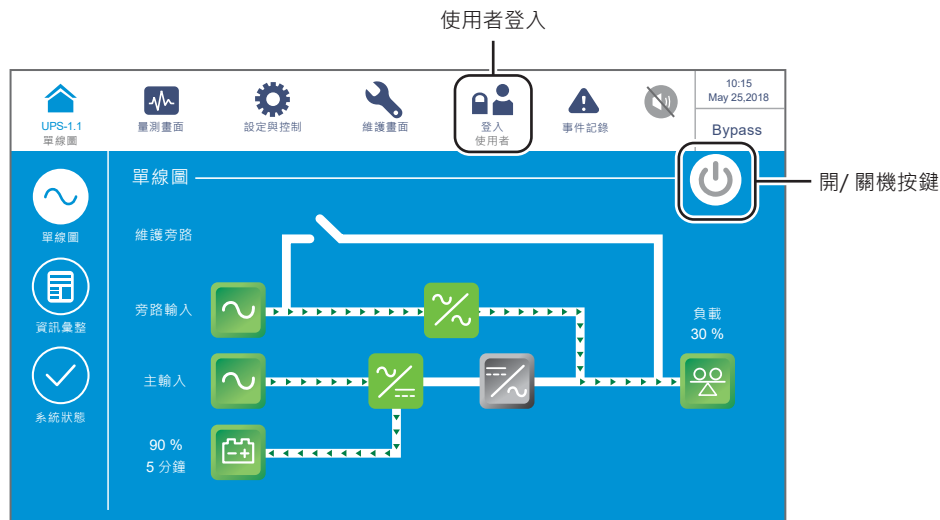 使用者登入
UPS-1.1
單線圖
量測畫面
設定與控制
維護畫面
登入
使用者
事件記錄
10:15
May 25,2018
Bypass
開/ 關機按鍵
單線圖
資訊彙整
系統狀態
單線圖
維護旁路
旁路輸入
主輸入
90 %
5 分鐘
負載
30 %